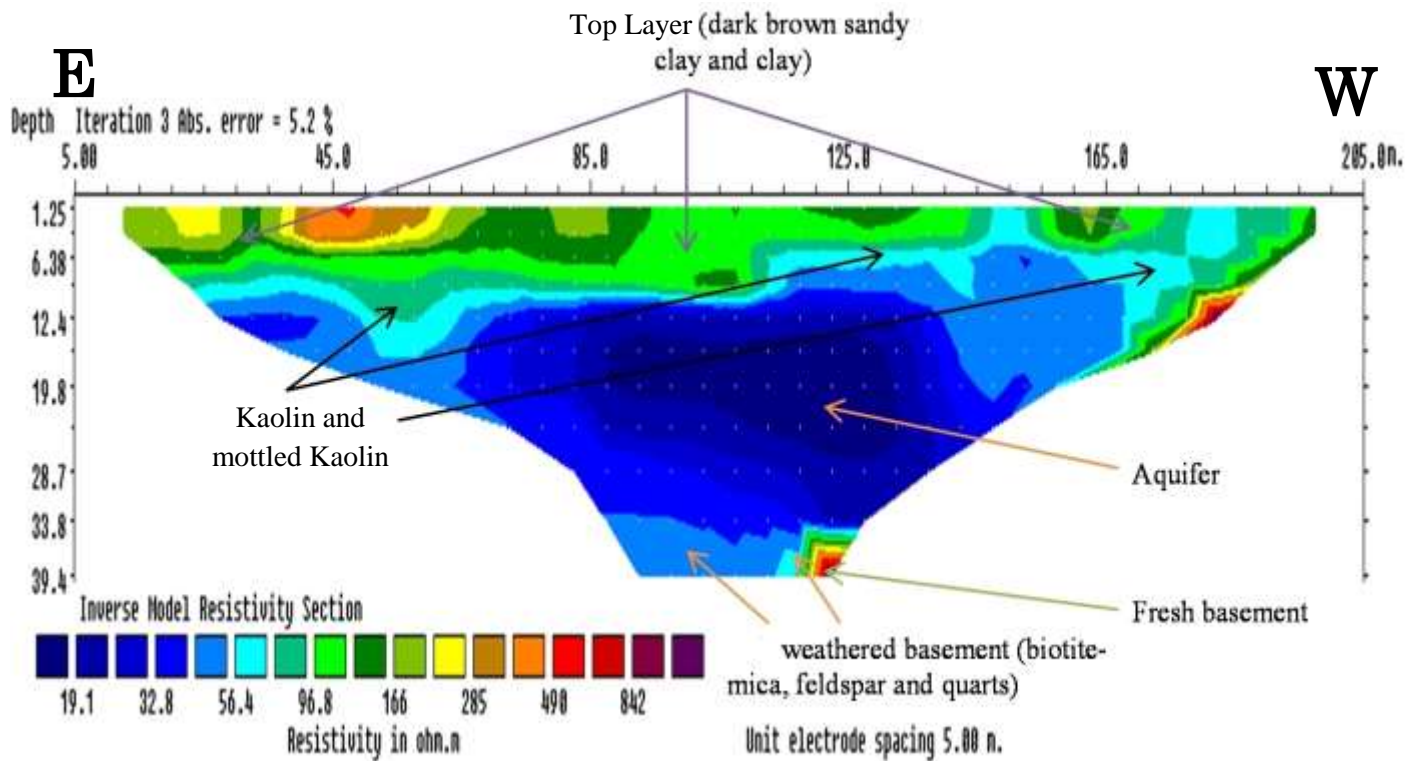 Top Layer (dark brown sandy
clay and clay)
E
W
Depth Iteration 3 Abs. error = 5.2 %
5.00 45.0 85.0 125.0 165.0 205.0m.
1.25
6.38
12.4
19.8
28.7
33.8
39.4
Kaolin and
mottled Kaolin
Aquifer
Fresh basement
weathered basement (biotite-
mica, feldspar and quarts)
Inverse Model Resistivity Section
19.1 32.8 56.4 96.8 166 285 490 842
Resistivity in ohm.m
Unit electrode spacing 5.00 m.